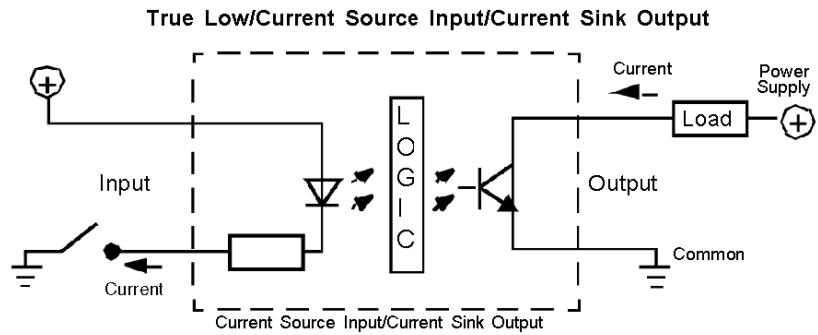 True Low/Current Source Input/Current Sink Output
Current
Power
Supply
Load
LOGIC
Input
Output
Current
Common
Current Source Input/Current Sink Output